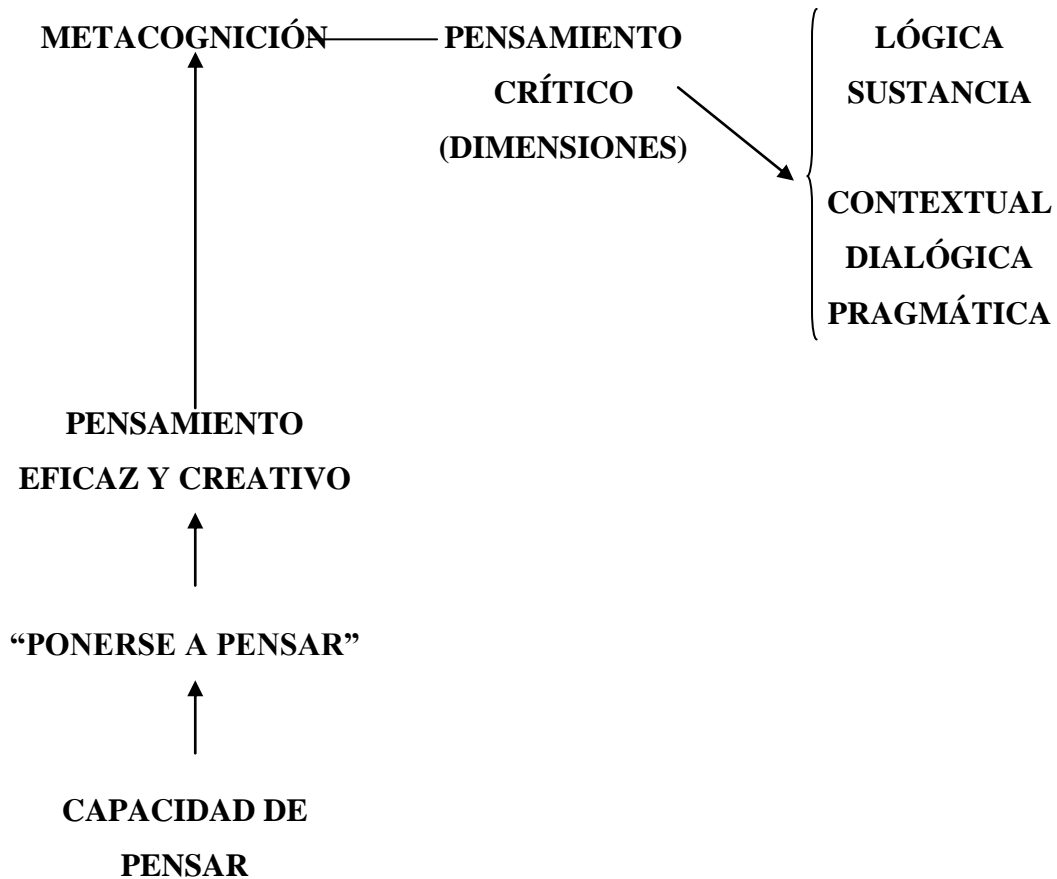 METACOGNICIÓN
PENSAMIENTO
CRÍTICO
(DIMENSIONES)
LÓGICA
SUSTANCIA
CONTEXTUAL
DIALÓGICA
PRAGMÁTICA
PENSAMIENTO
EFICAZ Y CREATIVO
“PONERSE A PENSAR”
CAPACIDAD DE
PENSAR